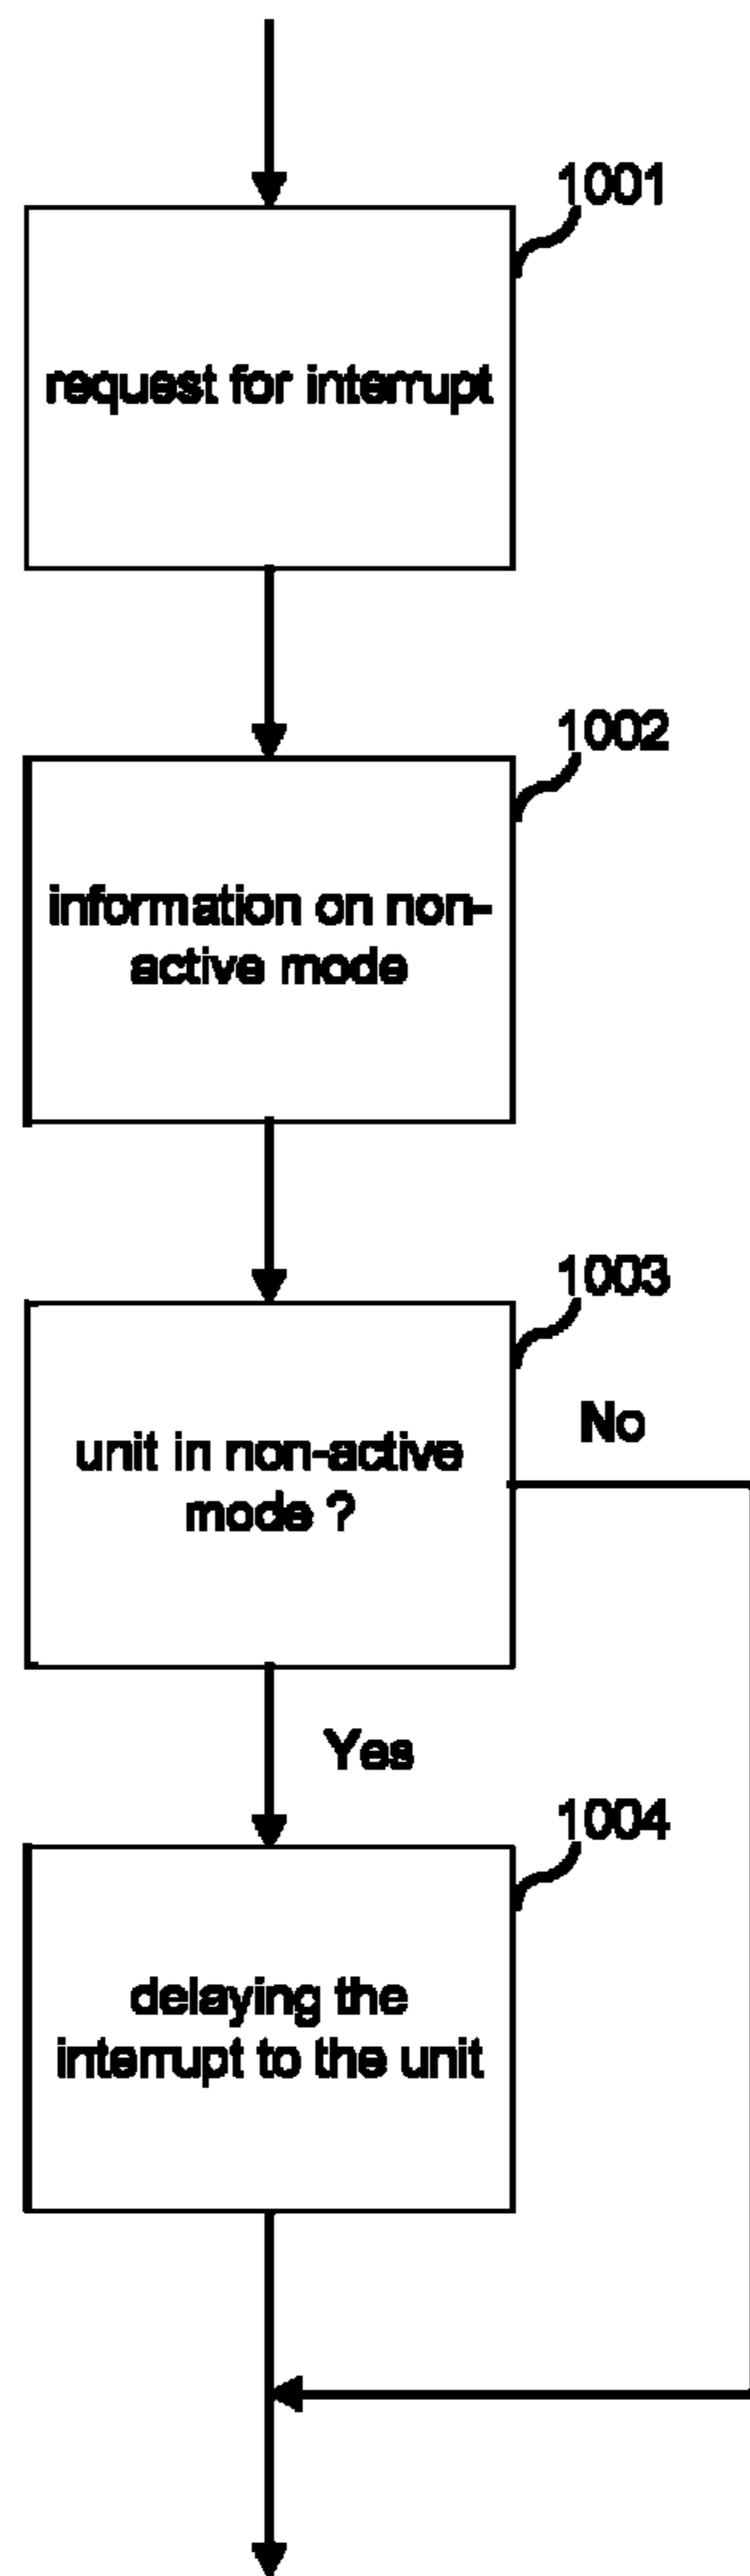 1001
request for interrupt
1002
information on non-
active mode
1003
unit in non-active
mode ?
No
Yes
1004
delaying the
interrupt to the unit